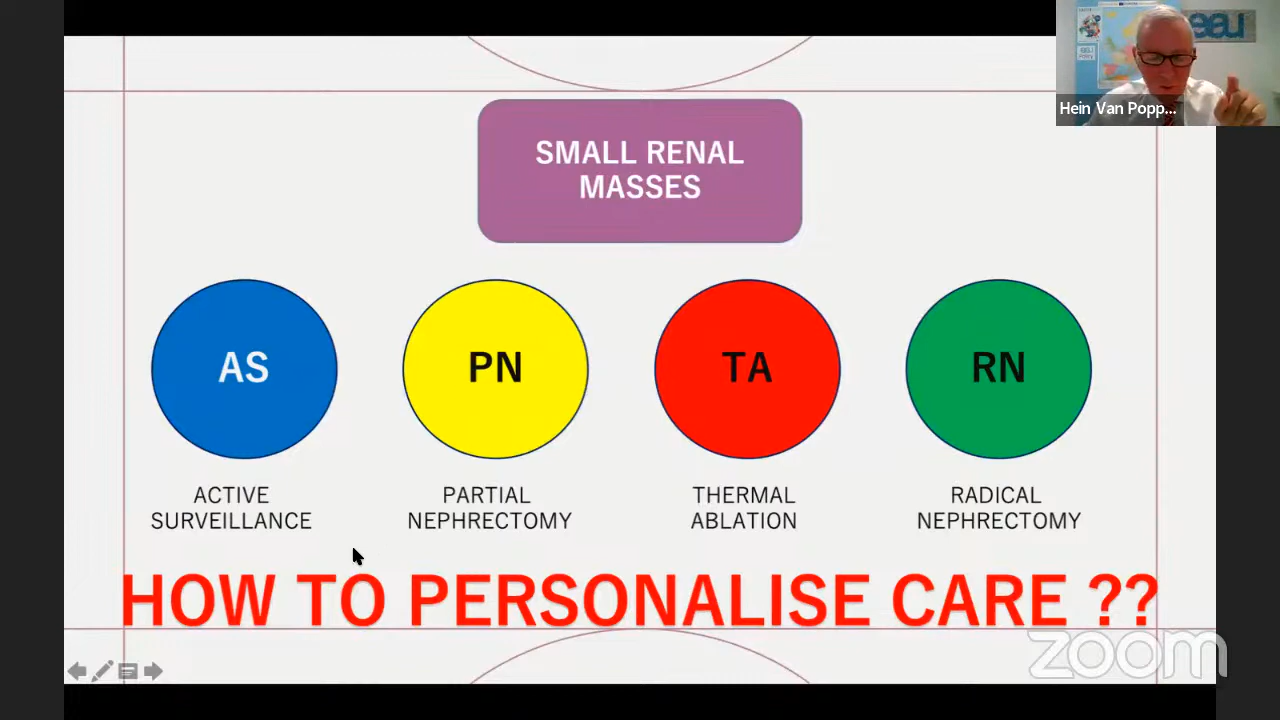 eau
Hein Van Popp...
SMALL RENAL
MASSES
AS
PN
TA
RN
ACTIVE
SURVEILLANCE
PARTIAL
NEPHRECTOMY
THERMAL
ABLATION
RADICAL
NEPHRECTOMY
HOW TO PERSONALISE CARE ??
zoom